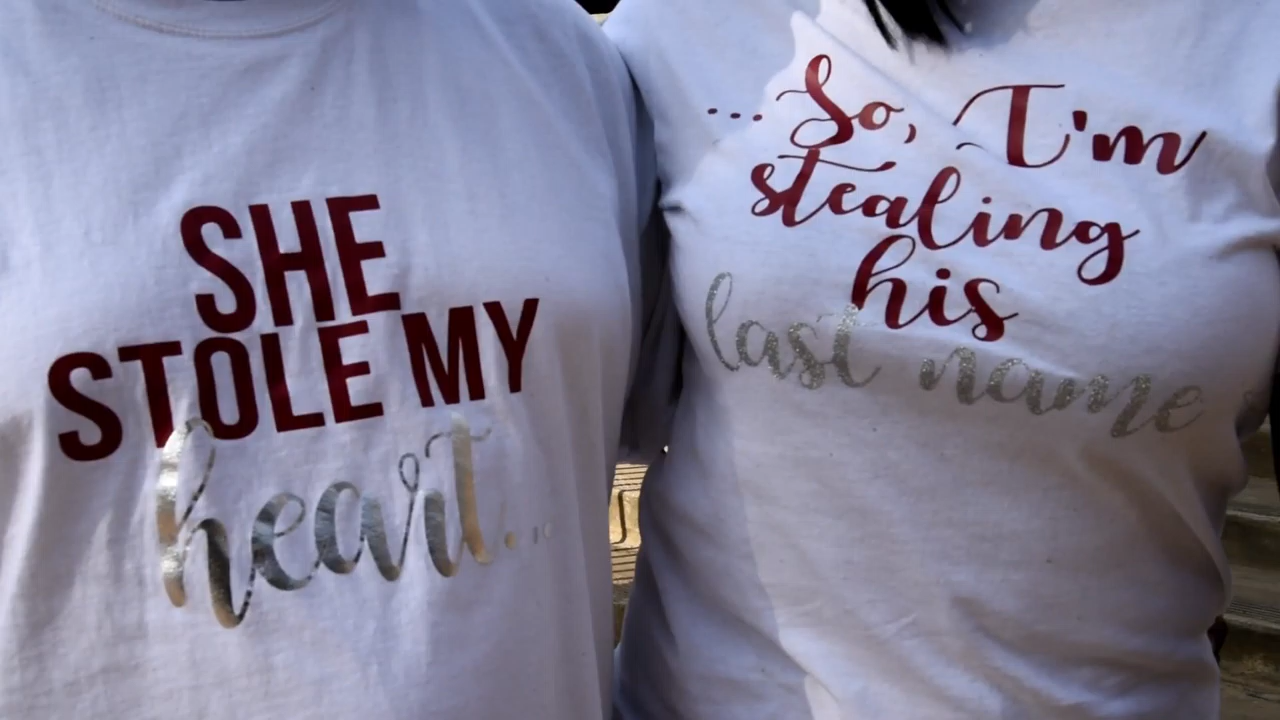 SHE
STOLE MY
heart...
...So, I'm
stealing
his
last name